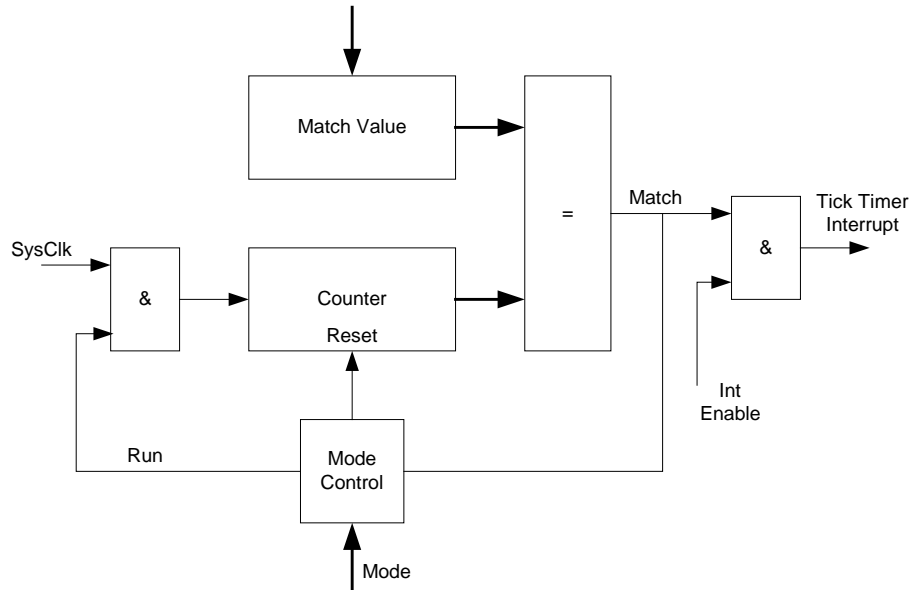 Match Value
=
Match
Tick Timer
Interrupt
SysClk
&
&
Counter
Reset
Int
Enable
Run
Mode
Control
Mode